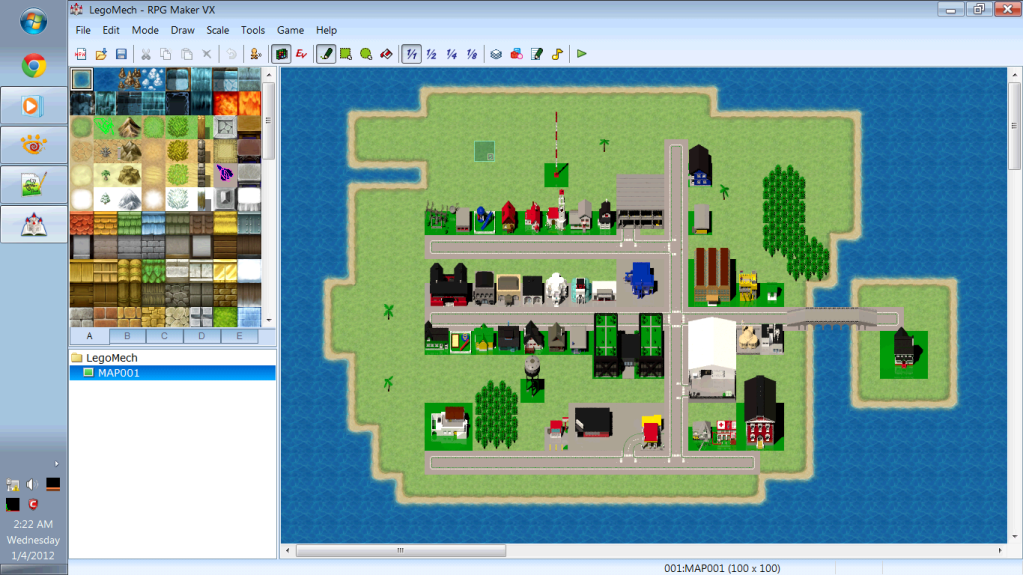 LegoMech - RPG Maker VX
File Edit Mode Draw Scale Tools Game Help
Ev 1/1 1/2 1/4 1/8
A B C D E
LegoMech
MAP001
2:22 AM
Wednesday
1/4/2012
001:MAP001 (100 x 100)